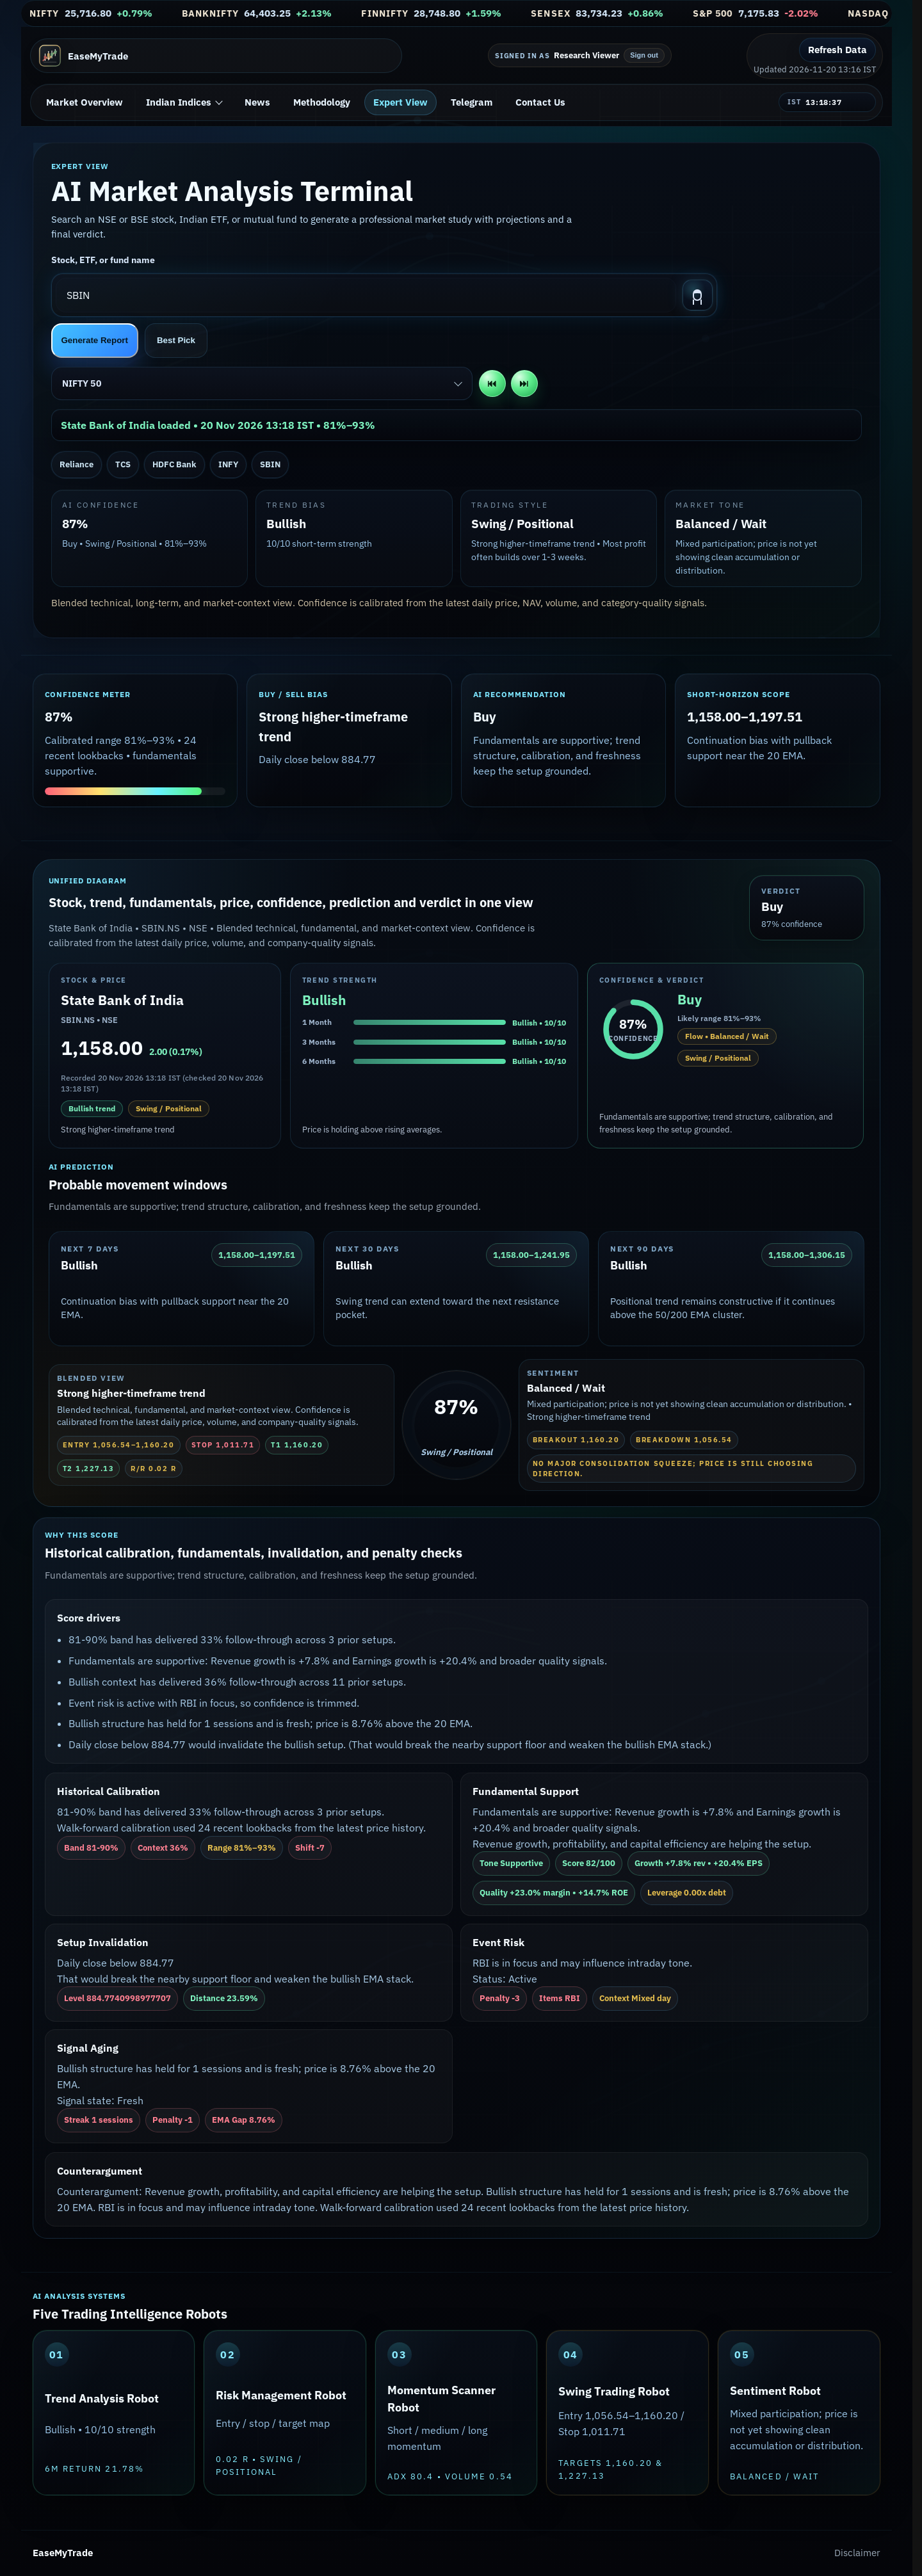 NIFTY 25,716.80 +0.79% BANKNIFTY 64,403.25 +2.13% FINNIFTY 28,748.80 +1.59% SENSEX 83,734.23 +0.86% S&P 500 7,175.83 -2.02% NASDAQ
EaseMyTrade
SIGNED IN AS Research Viewer Sign out
Refresh Data
Updated 2026-11-20 13:16 IST
Market Overview Indian Indices News Methodology Expert View Telegram Contact Us
IST 13:18:37
EXPERT VIEW
AI Market Analysis Terminal
Search an NSE or BSE stock, Indian ETF, or mutual fund to generate a professional market study with projections and a
final verdict.
Stock, ETF, or fund name
SBIN
Generate Report Best Pick
NIFTY 50
State Bank of India loaded • 20 Nov 2026 13:18 IST • 81%–93%
Reliance TCS HDFC Bank INFY SBIN
AI CONFIDENCE
87%
Buy • Swing / Positional • 81%–93%
TREND BIAS
Bullish
10/10 short-term strength
TRADING STYLE
Swing / Positional
Strong higher-timeframe trend • Most profit
often builds over 1-3 weeks.
MARKET TONE
Balanced / Wait
Mixed participation; price is not yet
showing clean accumulation or
distribution.
Blended technical, long-term, and market-context view. Confidence is calibrated from the latest daily price, NAV, volume, and category-quality signals.
CONFIDENCE METER
87%
Calibrated range 81%–93% • 24
recent lookbacks • fundamentals
supportive.
BUY / SELL BIAS
Strong higher-timeframe
trend
Daily close below 884.77
AI RECOMMENDATION
Buy
Fundamentals are supportive; trend
structure, calibration, and freshness
keep the setup grounded.
SHORT-HORIZON SCOPE
1,158.00–1,197.51
Continuation bias with pullback
support near the 20 EMA.
UNIFIED DIAGRAM
Stock, trend, fundamentals, price, confidence, prediction and verdict in one view
State Bank of India • SBIN.NS • NSE • Blended technical, fundamental, and market-context view. Confidence is
calibrated from the latest daily price, volume, and company-quality signals.
VERDICT
Buy
87% confidence
STOCK & PRICE
State Bank of India
SBIN.NS • NSE
1,158.00 2.00 (0.17%)
Recorded 20 Nov 2026 13:18 IST (checked 20 Nov 2026
13:18 IST)
Bullish trend Swing / Positional
Strong higher-timeframe trend
TREND STRENGTH
Bullish
1 Month Bullish • 10/10
3 Months Bullish • 10/10
6 Months Bullish • 10/10
Price is holding above rising averages.
CONFIDENCE & VERDICT
87%
CONFIDENCE
Buy
Likely range 81%–93%
Flow • Balanced / Wait
Swing / Positional
Fundamentals are supportive; trend structure, calibration, and
freshness keep the setup grounded.
AI PREDICTION
Probable movement windows
Fundamentals are supportive; trend structure, calibration, and freshness keep the setup grounded.
NEXT 7 DAYS
Bullish
1,158.00–1,197.51
Continuation bias with pullback support near the 20
EMA.
NEXT 30 DAYS
Bullish
1,158.00–1,241.95
Swing trend can extend toward the next resistance
pocket.
NEXT 90 DAYS
Bullish
1,158.00–1,306.15
Positional trend remains constructive if it continues
above the 50/200 EMA cluster.
BLENDED VIEW
Strong higher-timeframe trend
Blended technical, fundamental, and market-context view. Confidence is
calibrated from the latest daily price, volume, and company-quality signals.
ENTRY 1,056.54–1,160.20 STOP 1,011.71 T1 1,160.20
T2 1,227.13 R/R 0.02 R
87%
Swing / Positional
SENTIMENT
Balanced / Wait
Mixed participation; price is not yet showing clean accumulation or distribution. •
Strong higher-timeframe trend
BREAKOUT 1,160.20 BREAKDOWN 1,056.54
NO MAJOR CONSOLIDATION SQUEEZE; PRICE IS STILL CHOOSING
DIRECTION.
WHY THIS SCORE
Historical calibration, fundamentals, invalidation, and penalty checks
Fundamentals are supportive; trend structure, calibration, and freshness keep the setup grounded.
Score drivers
• 81-90% band has delivered 33% follow-through across 3 prior setups.
• Fundamentals are supportive: Revenue growth is +7.8% and Earnings growth is +20.4% and broader quality signals.
• Bullish context has delivered 36% follow-through across 11 prior setups.
• Event risk is active with RBI in focus, so confidence is trimmed.
• Bullish structure has held for 1 sessions and is fresh; price is 8.76% above the 20 EMA.
• Daily close below 884.77 would invalidate the bullish setup. (That would break the nearby support floor and weaken the bullish EMA stack.)
Historical Calibration
81-90% band has delivered 33% follow-through across 3 prior setups.
Walk-forward calibration used 24 recent lookbacks from the latest price history.
Band 81-90% Context 36% Range 81%–93% Shift -7
Fundamental Support
Fundamentals are supportive: Revenue growth is +7.8% and Earnings growth is
+20.4% and broader quality signals.
Revenue growth, profitability, and capital efficiency are helping the setup.
Tone Supportive Score 82/100 Growth +7.8% rev • +20.4% EPS
Quality +23.0% margin • +14.7% ROE Leverage 0.00x debt
Setup Invalidation
Daily close below 884.77
That would break the nearby support floor and weaken the bullish EMA stack.
Level 884.7740998977707 Distance 23.59%
Event Risk
RBI is in focus and may influence intraday tone.
Status: Active
Penalty -3 Items RBI Context Mixed day
Signal Aging
Bullish structure has held for 1 sessions and is fresh; price is 8.76% above the 20
EMA.
Signal state: Fresh
Streak 1 sessions Penalty -1 EMA Gap 8.76%
Counterargument
Counterargument: Revenue growth, profitability, and capital efficiency are helping the setup. Bullish structure has held for 1 sessions and is fresh; price is 8.76% above the
20 EMA. RBI is in focus and may influence intraday tone. Walk-forward calibration used 24 recent lookbacks from the latest price history.
AI ANALYSIS SYSTEMS
Five Trading Intelligence Robots
01
Trend Analysis Robot
Bullish • 10/10 strength
6M RETURN 21.78%
02
Risk Management Robot
Entry / stop / target map
0.02 R • SWING /
POSITIONAL
03
Momentum Scanner
Robot
Short / medium / long
momentum
ADX 80.4 • VOLUME 0.54
04
Swing Trading Robot
Entry 1,056.54–1,160.20 /
Stop 1,011.71
TARGETS 1,160.20 &
1,227.13
05
Sentiment Robot
Mixed participation; price is
not yet showing clean
accumulation or distribution.
BALANCED / WAIT
EaseMyTrade
Disclaimer